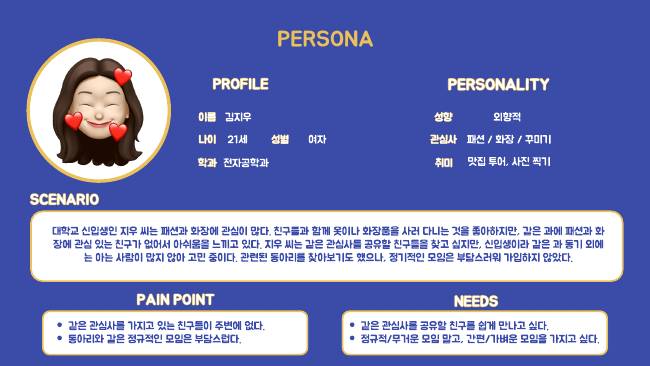 PERSONA
PROFILE
이름 김지우
나이 21세 성별 여자
학과 전자공학과
PERSONALITY
성향 외향적
관심사 패션 / 화장 / 꾸미기
취미 맛집 투어, 사진 찍기
SCENARIO
대학교 신입생인 지우 씨는 패션과 화장에 관심이 많다. 친구들과 함께 옷이나 화장품을 사러 다니는 것을 좋아하지만, 같은 과에 패션과 화
장에 관심 있는 친구가 없어서 아쉬움을 느끼고 있다. 지우 씨는 같은 관심사를 공유할 친구들을 찾고 싶지만, 신입생이라 같은 과 동기 외에
는 아는 사람이 많지 않아 고민 중이다. 관련된 동아리를 찾아보기도 했으나, 정기적인 모임은 부담스러워 가입하지 않았다.
PAIN POINT
• 같은 관심사를 가지고 있는 친구들이 주변에 없다.
• 동아리와 같은 정규적인 모임은 부담스럽다.
NEEDS
• 같은 관심사를 공유할 친구를 쉽게 만나고 싶다.
• 정규적/무거운 모임 말고, 간편/가벼운 모임을 가지고 싶다.